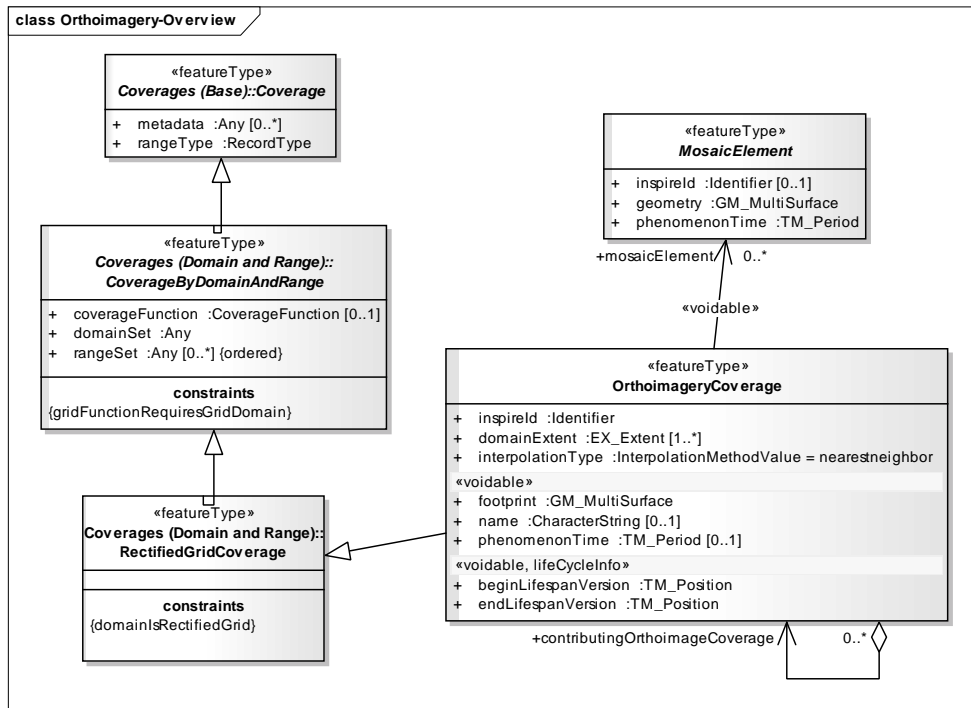 class Orthoimagery-Overview
«featureType»
Coverages (Base)::Coverage
+ metadata :Any [0..*]
+ rangeType :RecordType
«featureType»
MosaicElement
+ inspireId :Identifier [0..1]
+ geometry :GM_MultiSurface
+ phenomenonTime :TM_Period
+mosaicElement 0..*
«voidable»
«featureType»
Coverages (Domain and Range)::
CoverageByDomainAndRange
+ coverageFunction :CoverageFunction [0..1]
+ domainSet :Any
+ rangeSet :Any [0..*] {ordered}
constraints
{gridFunctionRequiresGridDomain}
«featureType»
OrthoimageryCoverage
+ inspireId :Identifier
+ domainExtent :EX_Extent [1..*]
+ interpolationType :InterpolationMethodValue = nearestneighbor
«voidable»
+ footprint :GM_MultiSurface
+ name :CharacterString [0..1]
+ phenomenonTime :TM_Period [0..1]
«voidable, lifeCycleInfo»
+ beginLifespanVersion :TM_Position
+ endLifespanVersion :TM_Position
+contributingOrthoimageCoverage 0..*
«featureType»
Coverages (Domain and Range)::
RectifiedGridCoverage
constraints
{domainIsRectifiedGrid}